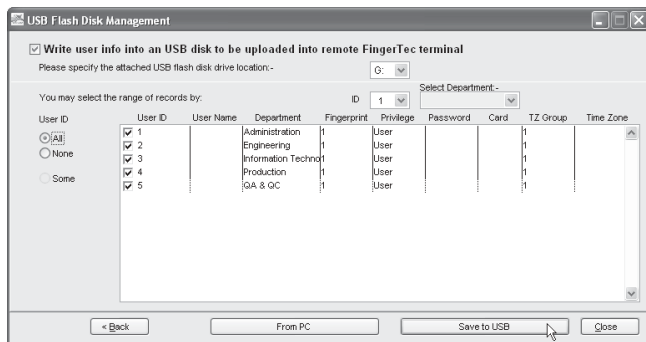 USB Flash Disk Management
Write user info into an USB disk to be uploaded into remote FingerTec terminal
Please specify the attached USB flash disk drive location:- G:
Select Department:-
You may select the range of records by: ID 1
User ID User ID User Name Department Fingerprint Privilege Password Card TZ Group Time Zone
All 1 Administration 1 User 1
None 2 Engineering 1 User 1
3 Information Techno 1 User 1
Some 4 Production 1 User 1
5 QA & QC 1 User 1
< Back From PC Save to USB Close